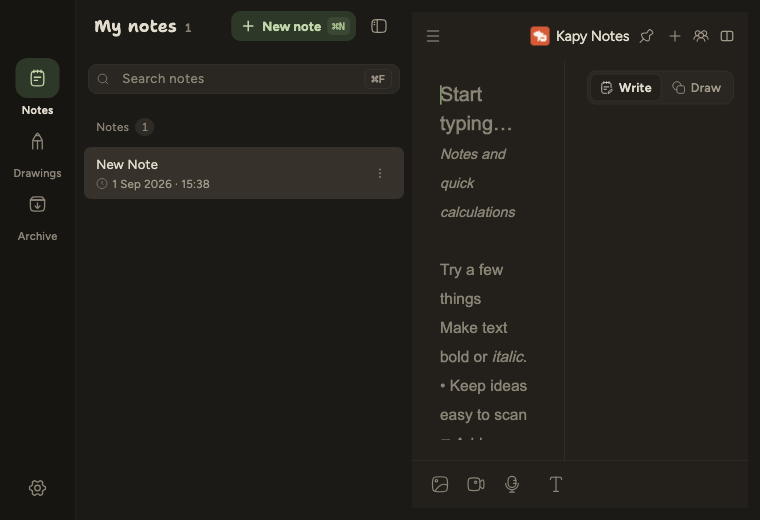 My notes 1
New note ⌘N
Search notes ⌘F
Notes 1
New Note
1 Sep 2026 · 15:38
Notes
Drawings
Archive
Kapy Notes
Write
Draw
Start
typing...
Notes and
quick
calculations
Try a few
things
Make text
bold or italic.
• Keep ideas
easy to scan